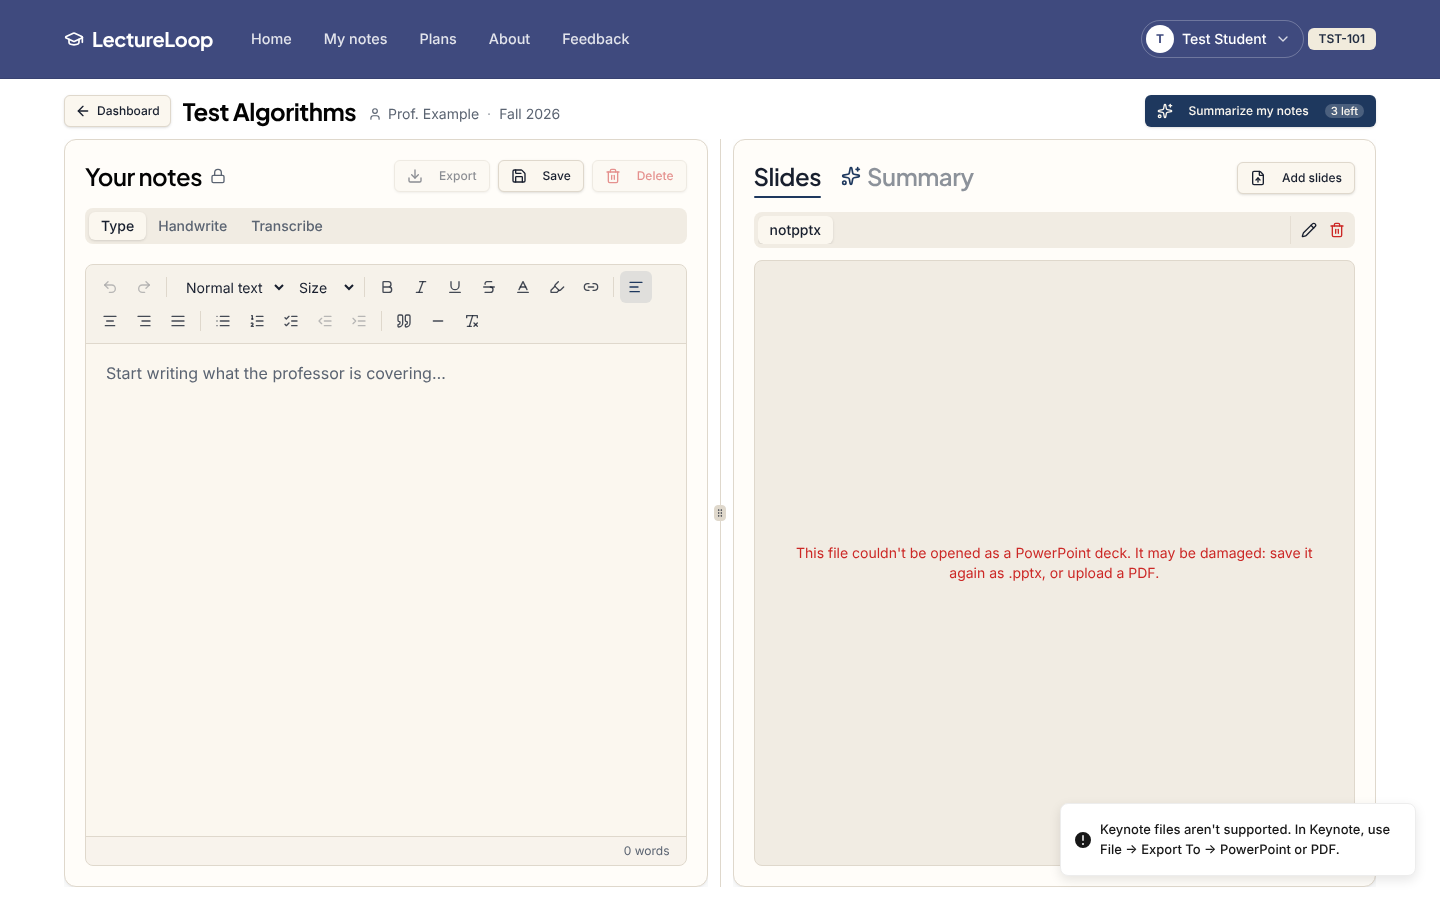 LectureLoop
Home
My notes
Plans
About
Feedback
T
Test Student
TST-101
Dashboard
Test Algorithms
Prof. Example · Fall 2026
Summarize my notes
3 left
Your notes
Export
Save
Delete
Type
Handwrite
Transcribe
Normal text
Size
Start writing what the professor is covering...
0 words
Slides
Summary
Add slides
notpptx
This file couldn't be opened as a PowerPoint deck. It may be damaged: save it
again as .pptx, or upload a PDF.
Keynote files aren't supported. In Keynote, use
File → Export To → PowerPoint or PDF.